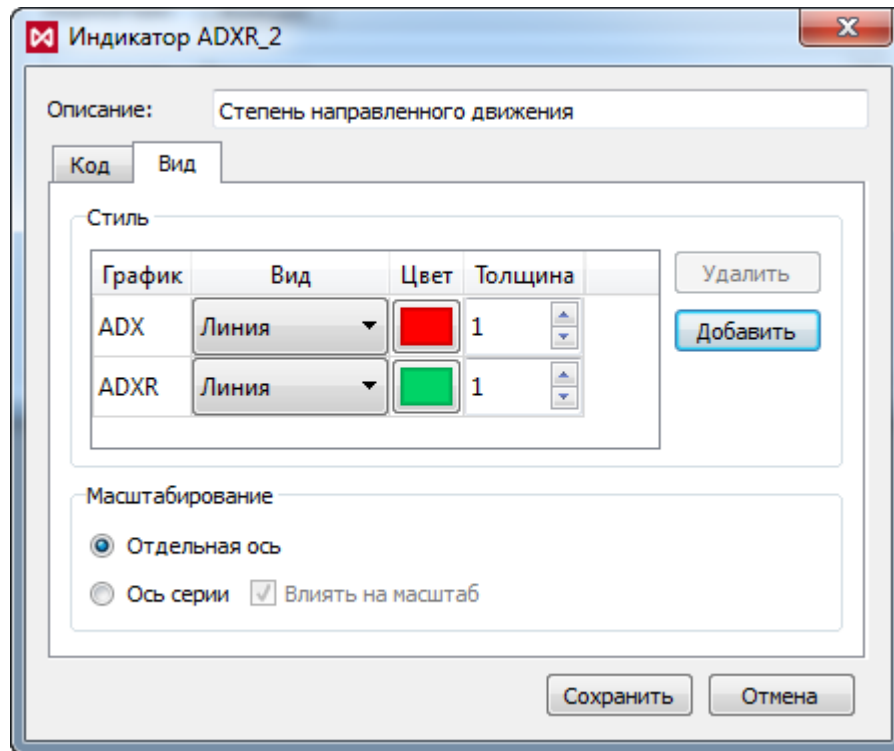 Индикатор ADXR_2
Описание: Степень направленного движения
Код Вид
Стиль
График Вид Цвет Толщина
Удалить
ADX Линия 1
Добавить
ADXR Линия 1
Масштабирование
Отдельная ось
Ось серии Влиять на масштаб
Сохранить Отмена